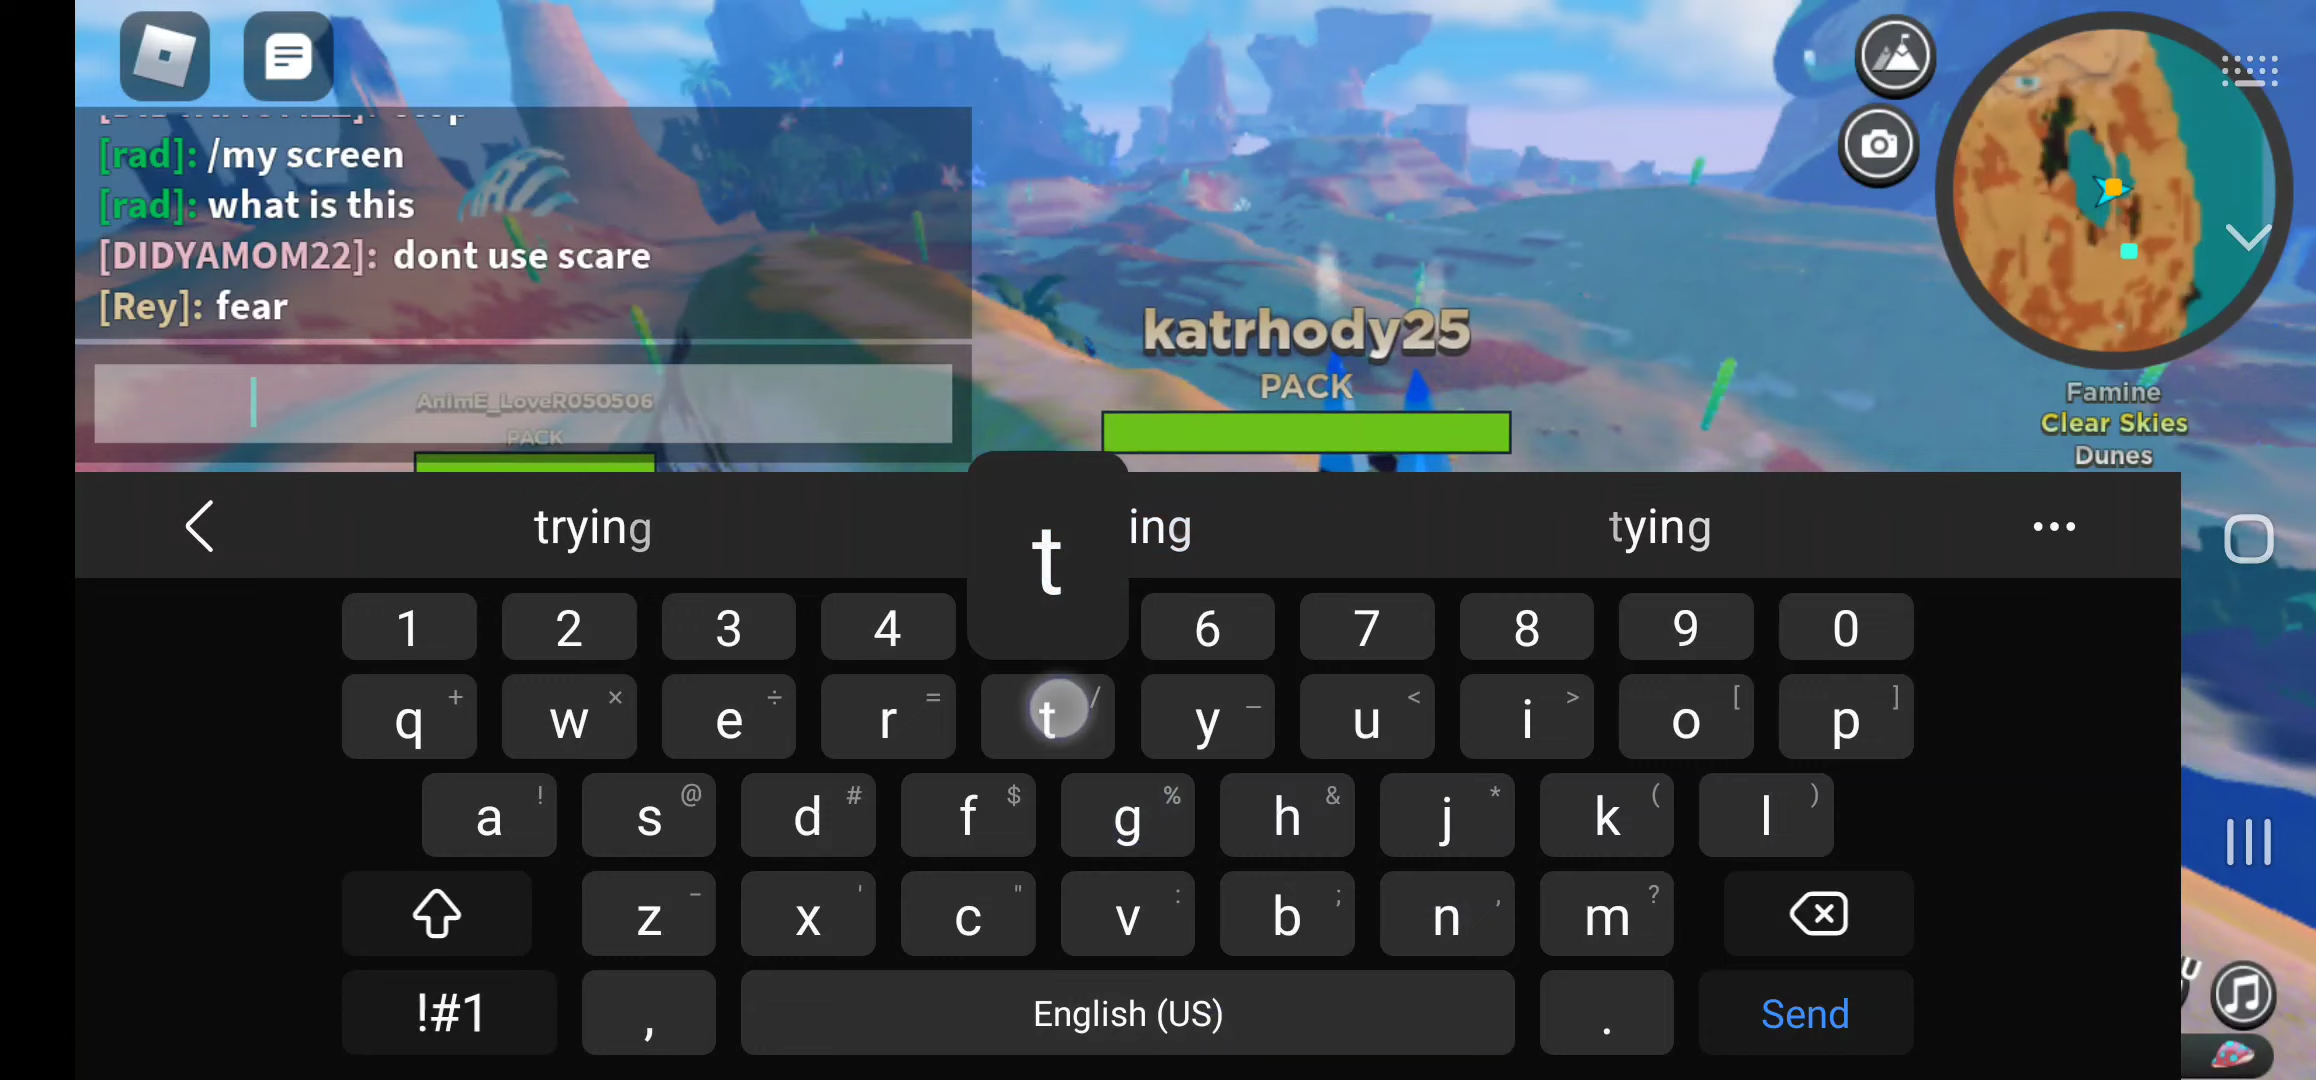 [rad]: /my screen
[rad]: what is this
[DIDYAMOM22]: dont use scare
[Rey]: fear
AnimE_LoveR050506
PACK
katrhody25
PACK
Famine
Clear Skies
Dunes
trying
ing
tying
•••
t
1 2 3 4 6 7 8 9 0
q + w × e ÷ r = t / y _ u < i > o [ p ]
a ! s @ d # f $ g % h & j * k ( l )
z - x ' c " v : b ; n , m ?
!#1 , English (US) . Send